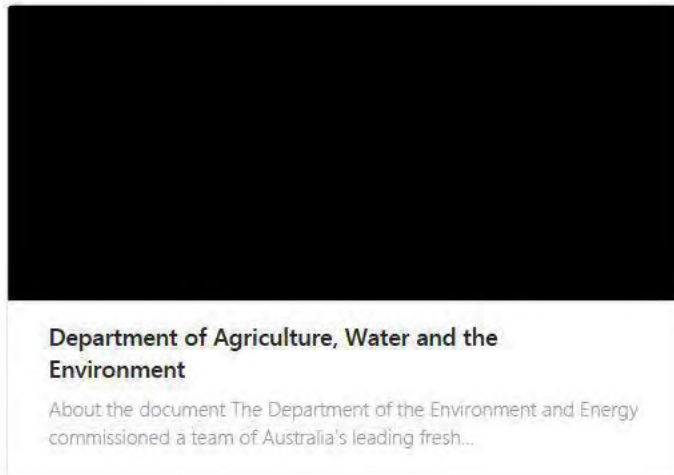 Department of Agriculture, Water and the
Environment
About the document The Department of the Environment and Energy
commissioned a team of Australia's leading fresh...